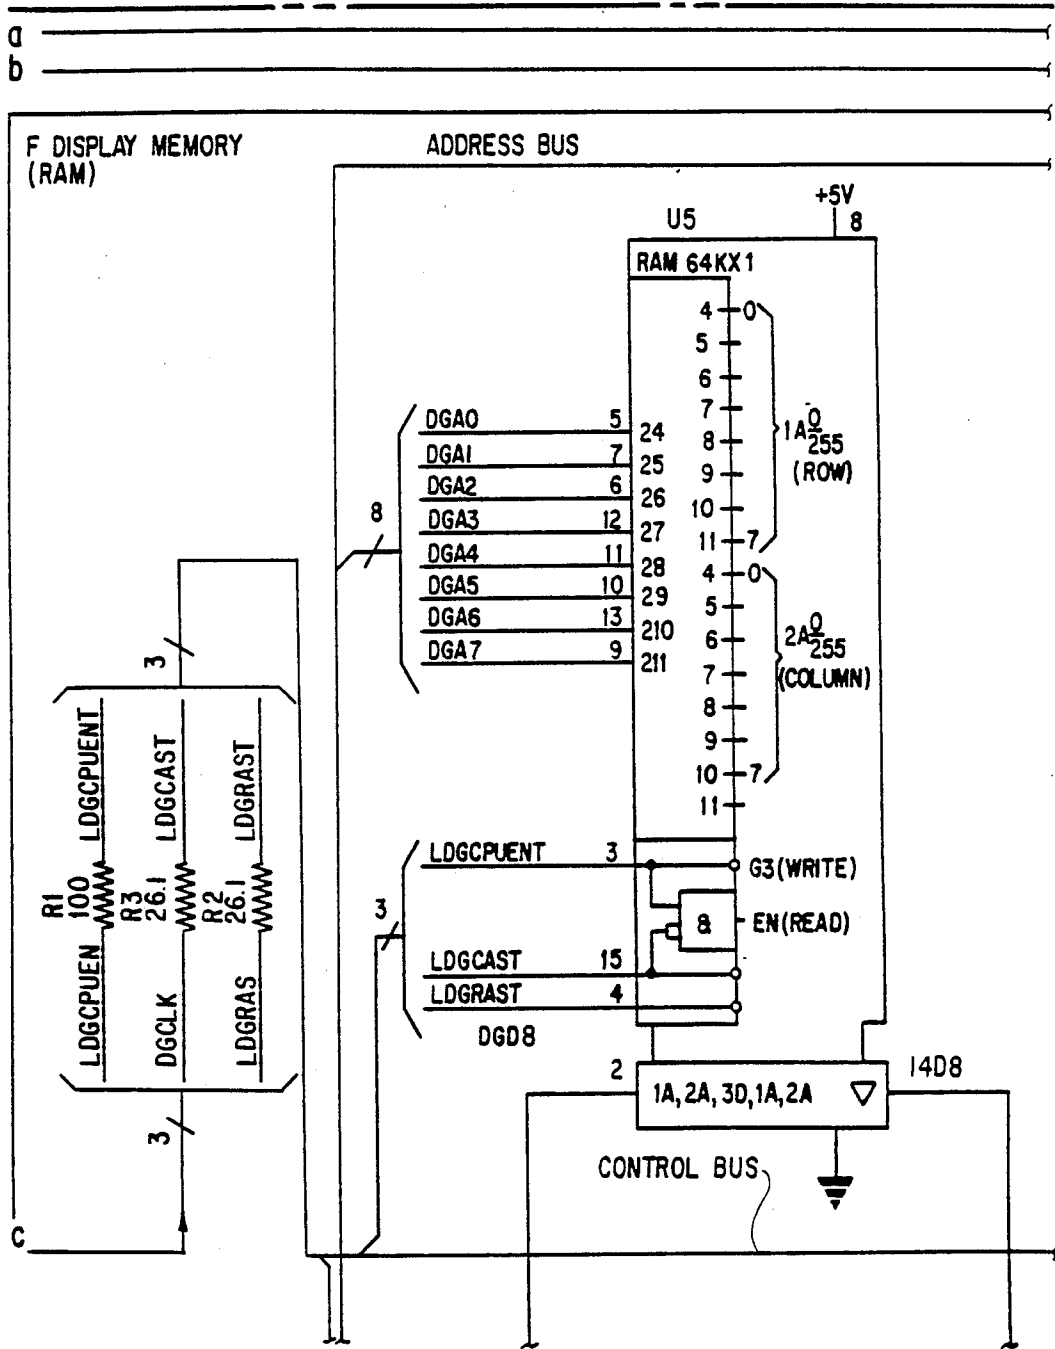 a
b
F DISPLAY MEMORY
(RAM)
ADDRESS BUS
+5V
U5
8
RAM 64KX1
4 0
5
6
7
8
9
10
11 7
1A 0/255
(ROW)
4 0
5
6
7
8
9
10 7
11
2A 0/255
(COLUMN)
8
DGA0 5 24
DGA1 7 25
DGA2 6 26
DGA3 12 27
DGA4 11 28
DGA5 10 29
DGA6 13 210
DGA7 9 211
3
LDGCPUENT
LDGCAST
LDGRAST
R1
100
R3
26.1
R2
26.1
LDGCPUEN
DGCLK
LDGRAS
3
C
3
LDGCPUENT 3 G3(WRITE)
& EN(READ)
LDGCAST 15
LDGRAST 4
DGD8
2
1A, 2A, 3D, 1A, 2A ▽
14D8
CONTROL BUS